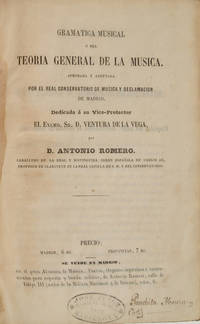 GRAMATICA MUSICAL
Ó SEA
TEORIA GENERAL DE LA MUSICA.
APROBADA Y ADOPTADA
POR EL REAL CONSERVATORIO DE MUSICA Y DECLAMACION
DE MADRID,
Dedicada á su Vice-Protector
EL EXCMO. SR. D. VENTURA DE LA VEGA,
por
D. ANTONIO ROMERO.
CABALLERO DE LA REAL Y DISTINGUIDA ORDEN ESPAÑOLA DE CARLOS III,
PROFESOR DE CLARINETE DE LA REAL CAPILLA DE S. M. Y DEL CONSERVATORIO.
PRECIO:
MADRID, 6 RS. PROVINCIAS, 7 RS.
SE VENDE EN MADRID,